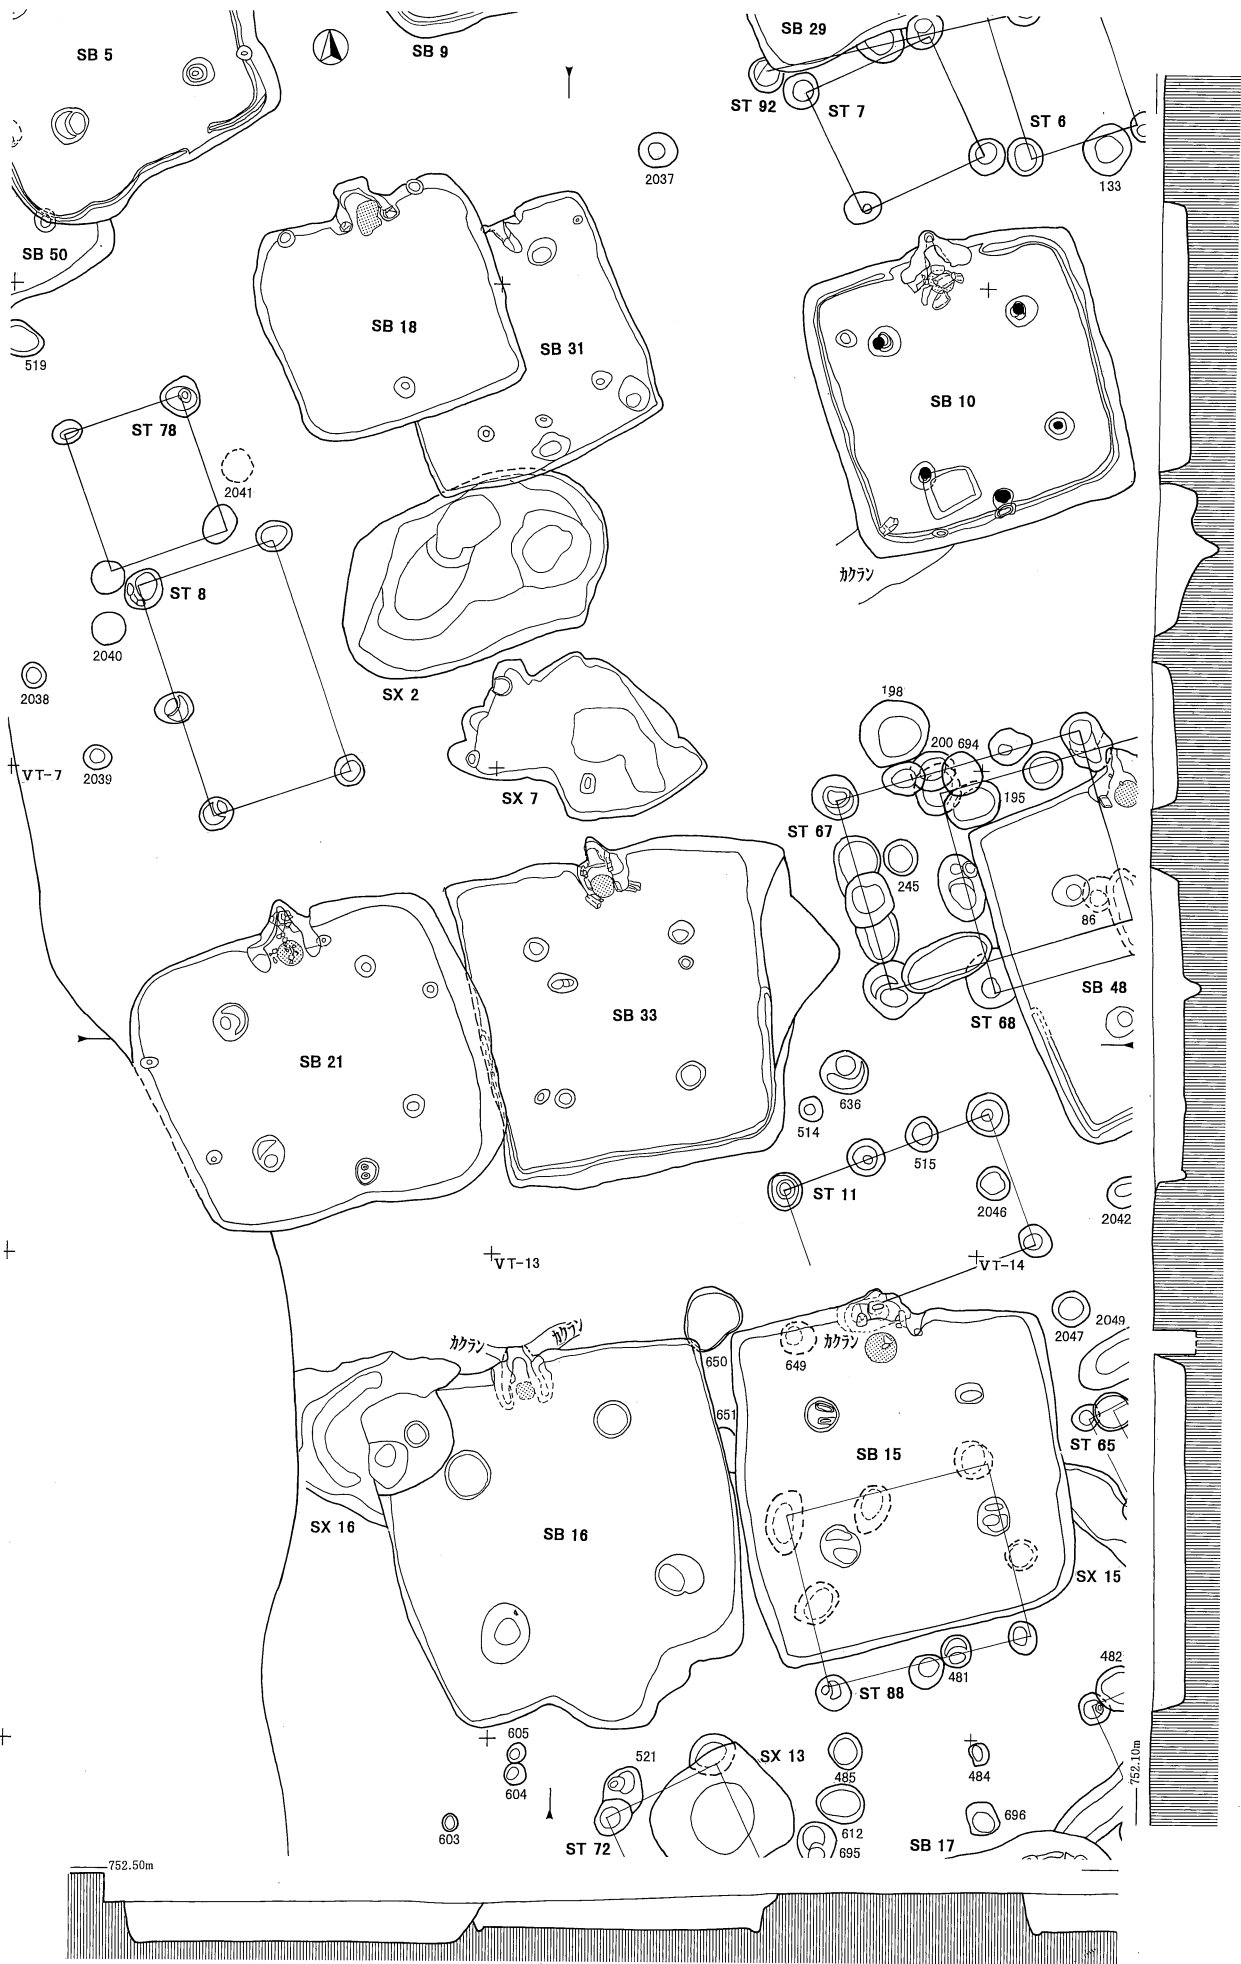 SB 5
SB 9
SB 29
ST 92
ST 7
ST 6
133
2037
SB 50
519
SB 18
SB 31
SB 10
ST 78
2041
ST 8
2040
2038
2039
VT-7
SX 2
SX 7
カクラン
198
200
694
195
ST 67
245
86
SB 48
ST 68
SB 33
SB 21
636
514
515
ST 11
2046
2042
VT-13
VT-14
カクラン
カクラン
カクラン
650
649
2047
2049
651
ST 65
SB 15
SX 16
SB 16
SX 15
481
ST 88
482
605
604
603
521
ST 72
SX 13
485
612
695
484
696
SB 17
752.10m
752.50m